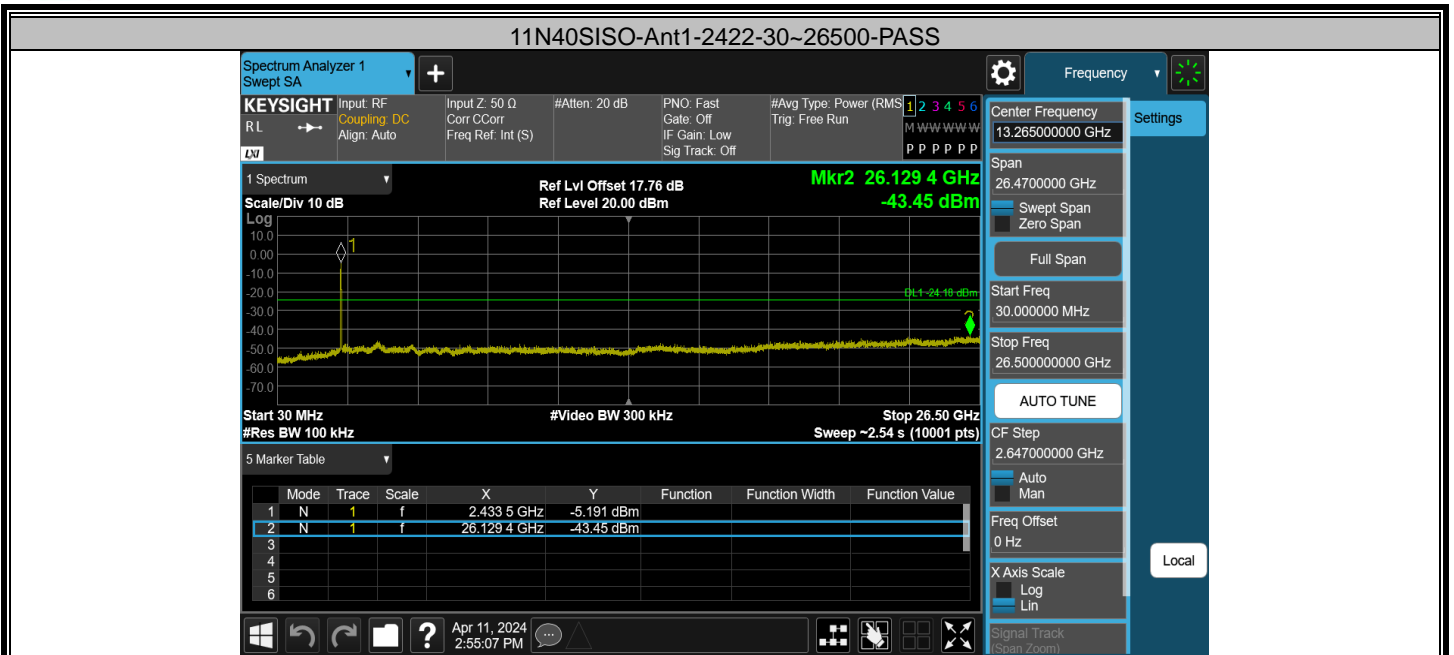 11N40SISO-Ant1-2422-30~26500-PASS
Spectrum Analyzer 1
Swept SA
+
Frequency
KEYSIGHT
RL
LXI
Input: RF
Coupling: DC
Align: Auto
Input Z: 50 Ω
Corr CCorr
Freq Ref: Int (S)
#Atten: 20 dB
PNO: Fast
Gate: Off
IF Gain: Low
Sig Track: Off
#Avg Type: Power (RMS
Trig: Free Run
1 2 3 4 5 6
M W W W W W
P P P P P P
1 Spectrum
Scale/Div 10 dB
Ref Lvl Offset 17.76 dB
Ref Level 20.00 dBm
Mkr2 26.129 4 GHz
-43.45 dBm
Log
10.0
0.00
-10.0
-20.0
-30.0
-40.0
-50.0
-60.0
-70.0
1
2
DL1 -24.18 dBm
Start 30 MHz
#Video BW 300 kHz
Stop 26.50 GHz
#Res BW 100 kHz
Sweep ~2.54 s (10001 pts)
5 Marker Table
Mode Trace Scale X Y Function Function Width Function Value
1 N 1 f 2.433 5 GHz -5.191 dBm
2 N 1 f 26.129 4 GHz -43.45 dBm
3
4
5
6
?
Apr 11, 2024
2:55:07 PM
Center Frequency
13.265000000 GHz
Span
26.4700000 GHz
Swept Span
Zero Span
Full Span
Start Freq
30.000000 MHz
Stop Freq
26.500000000 GHz
AUTO TUNE
CF Step
2.647000000 GHz
Auto
Man
Freq Offset
0 Hz
X Axis Scale
Log
Lin
Signal Track
(Span Zoom)
Settings
Local